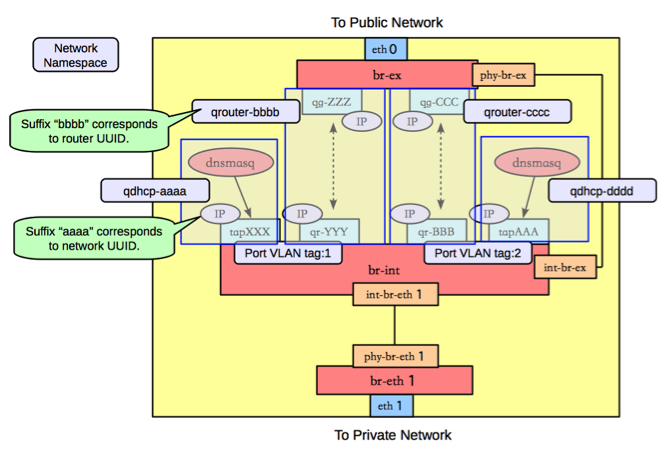 To Public Network
Network
Namespace
eth 0
br-ex
phy-br-ex
qg-ZZZ
qg-CCC
qrouter-bbbb
qrouter-cccc
IP
IP
Suffix “bbbb” corresponds
to router UUID.
dnsmasq
dnsmasq
qdhcp-aaaa
qdhcp-dddd
IP
IP
IP
IP
Suffix “aaaa” corresponds
to network UUID.
tapXXX
qr-YYY
qr-BBB
tapAAA
Port VLAN tag:1
Port VLAN tag:2
br-int
int-br-ex
int-br-eth 1
phy-br-eth 1
br-eth 1
eth 1
To Private Network